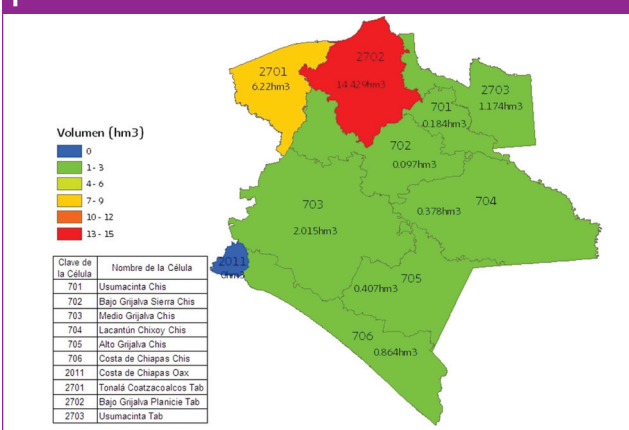 2702
14.429hm3
2701
6.22hm3
2703
1.174hm3
701
0.184hm3
702
0.097hm3
703
2.015hm3
704
0.378hm3
2011
0hm3
705
0.407hm3
706
0.864hm3
Volumen (hm3)
0
1 - 3
4 - 6
7 - 9
10 - 12
13 - 15
Clave de la Célula Nombre de la Célula
701 Usumacinta Chis
702 Bajo Grijalva Sierra Chis
703 Medio Grijalva Chis
704 Lacantún Chixoy Chis
705 Alto Grijalva Chis
706 Costa de Chiapas Chis
2011 Costa de Chiapas Oax
2701 Tonalá Coatzacoalcos Tab
2702 Bajo Grijalva Planicie Tab
2703 Usumacinta Tab